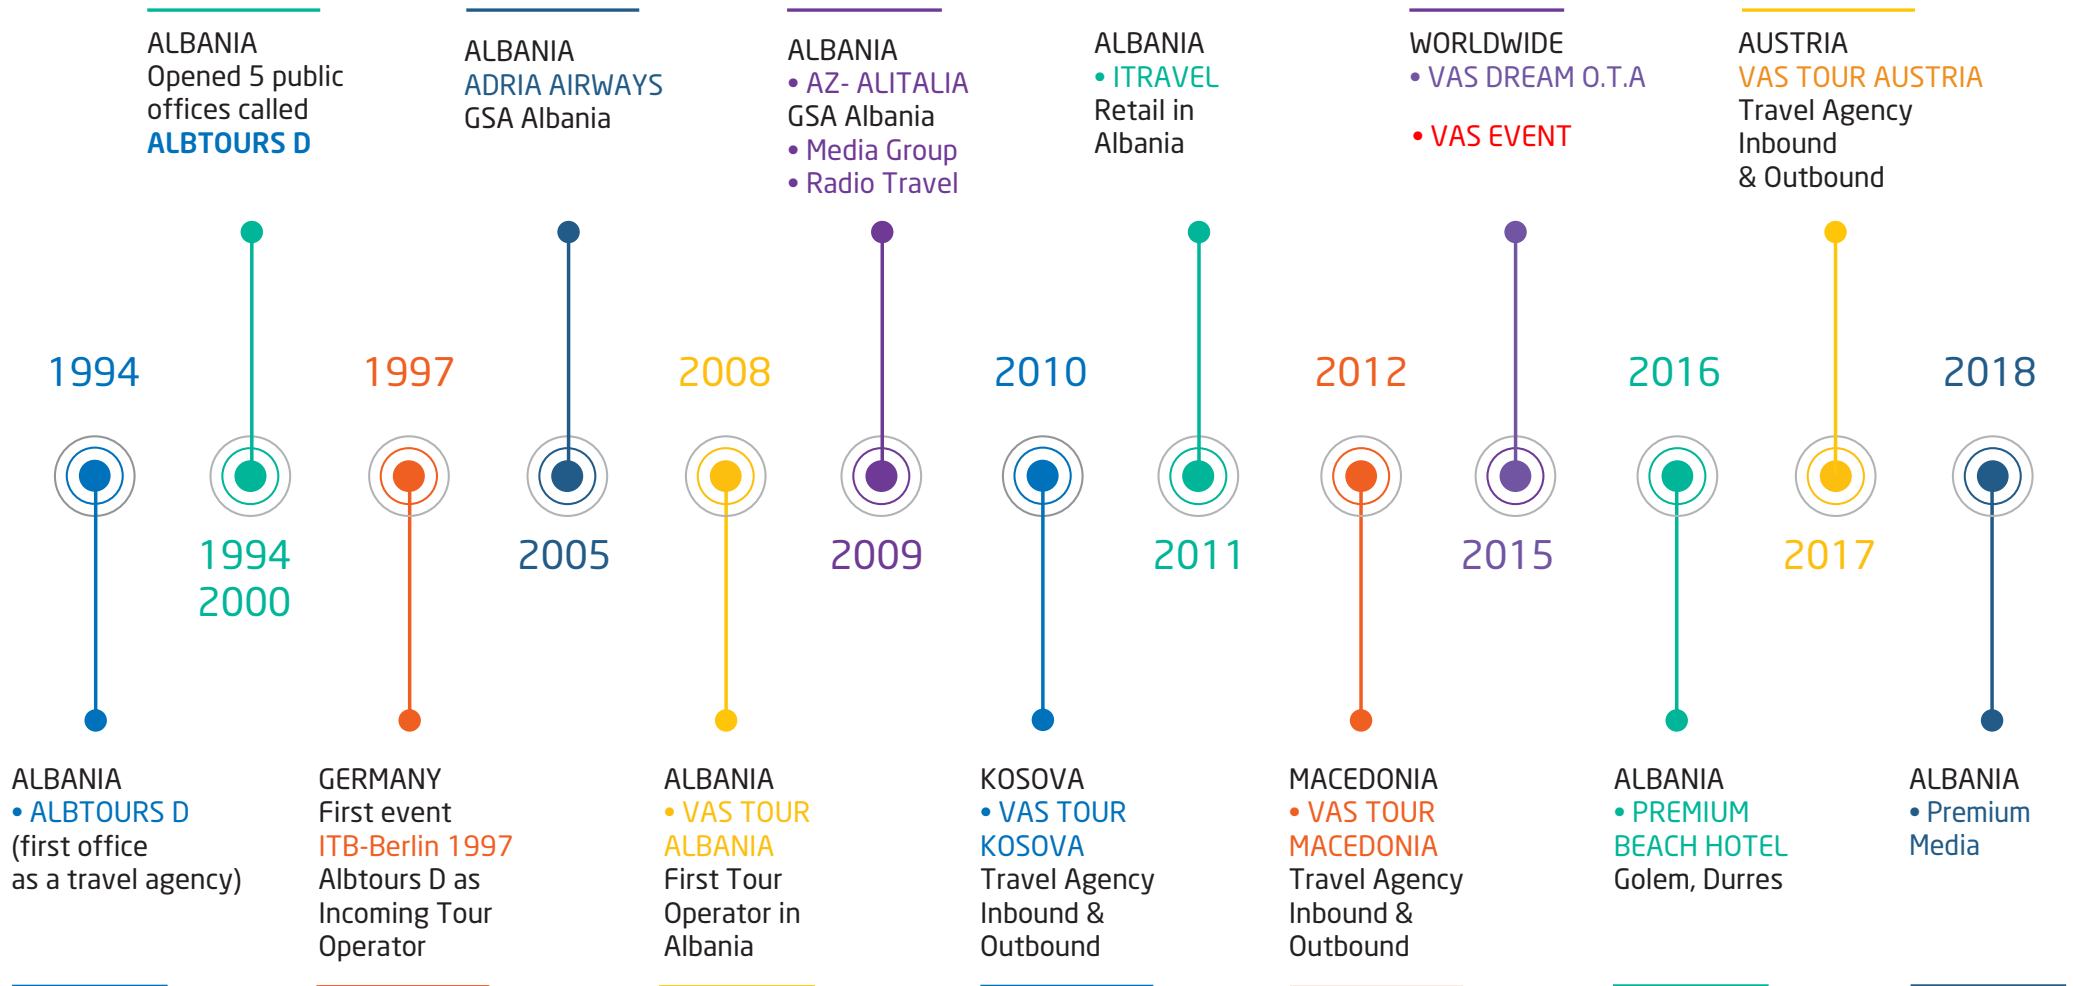 ALBANIA
Opened 5 public
offices called
ALBTOURS D
ALBANIA
ADRIA AIRWAYS
GSA Albania
ALBANIA
• AZ- ALITALIA
GSA Albania
• Media Group
• Radio Travel
ALBANIA
• ITRAVEL
Retail in
Albania
WORLDWIDE
• VAS DREAM O.T.A
• VAS EVENT
AUSTRIA
VAS TOUR AUSTRIA
Travel Agency
Inbound
& Outbound
1994
1997
2008
2010
2012
2016
2018
1994
2000
2005
2009
2011
2015
2017
ALBANIA
• ALBTOURS D
(first office
as a travel agency)
GERMANY
First event
ITB-Berlin 1997
Albtours D as
Incoming Tour
Operator
ALBANIA
• VAS TOUR
ALBANIA
First Tour
Operator in
Albania
KOSOVA
• VAS TOUR
KOSOVA
Travel Agency
Inbound &
Outbound
MACEDONIA
• VAS TOUR
MACEDONIA
Travel Agency
Inbound &
Outbound
ALBANIA
• PREMIUM
BEACH HOTEL
Golem, Durres
ALBANIA
• Premium
Media